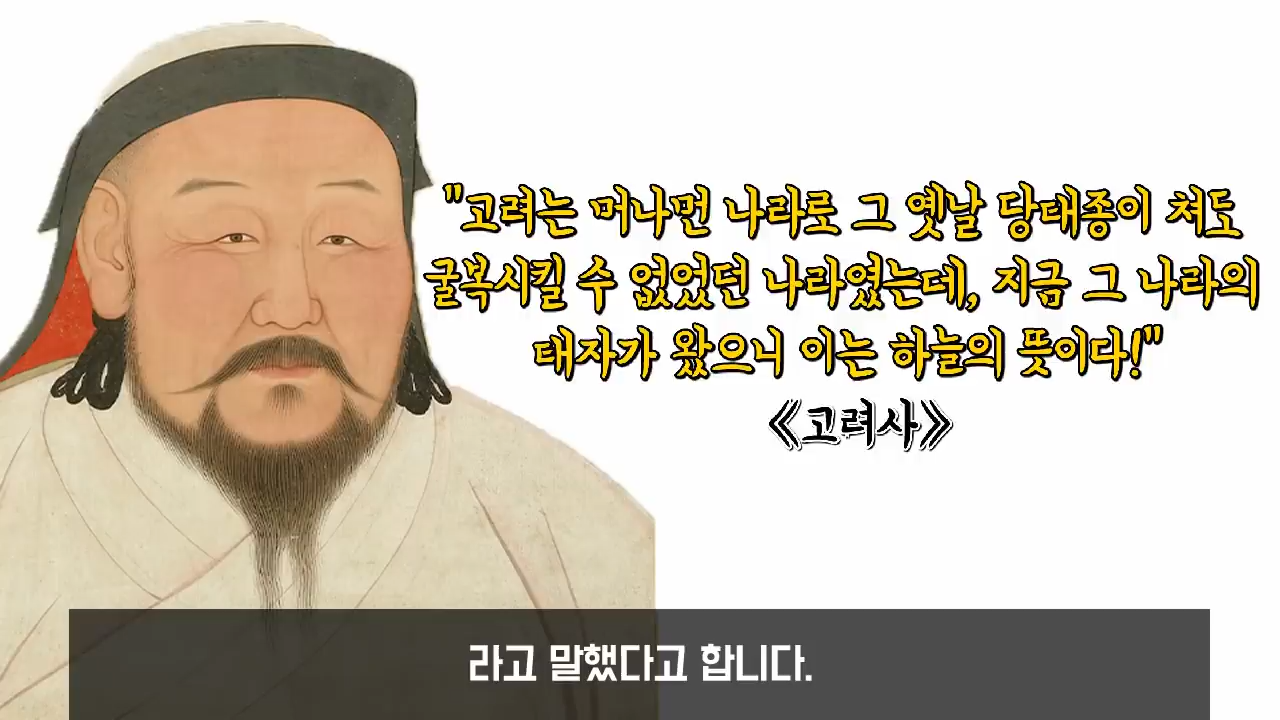 "고려는 머나먼 나라로 그 옛날 당태종이 쳐도
굴복시킬 수 없었던 나라였는데, 지금 그 나라의
태자가 왔으니 이는 하늘의 뜻이다!"
《고려사》
라고 말했다고 합니다.